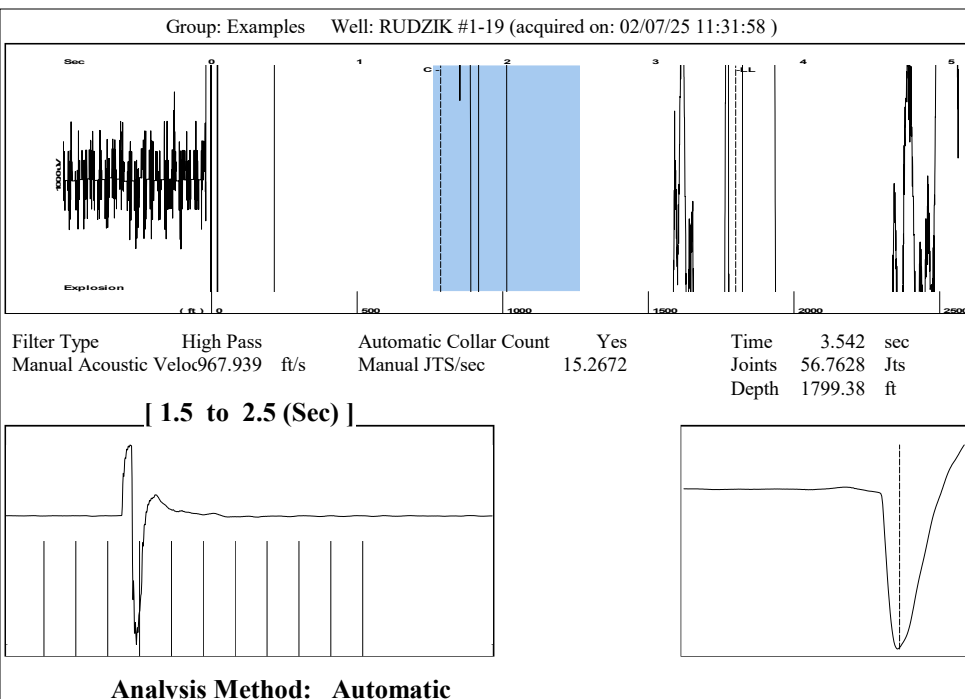 Group: Examples Well: RUDZIK #1-19 (acquired on: 02/07/25 11:31:58 )
Sec 0 1 2 3 4 5
C
LL
Explosion
( ft ) 0 500 1000 1500 2000 2500
Filter Type High Pass Automatic Collar Count Yes Time 3.542 sec
Manual Acoustic Veloc967.939 ft/s Manual JTS/sec 15.2672 Joints 56.7628 Jts
Depth 1799.38 ft
[ 1.5 to 2.5 (Sec) ]
Analysis Method: Automatic